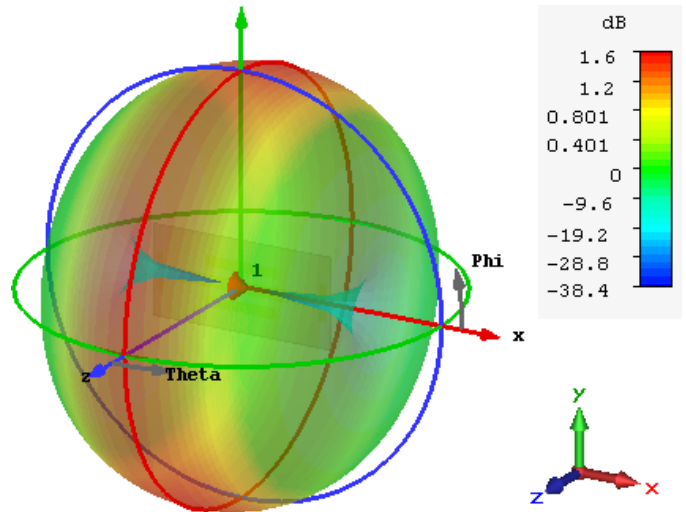 dB
1.6
1.2
0.801
0.401
0
-9.6
-19.2
-28.8
-38.4
Phi
1
x
z
Theta
Y
Z
X